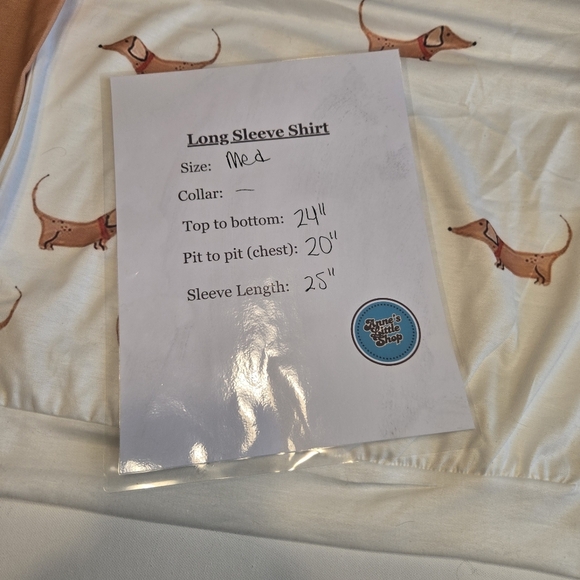 Long Sleeve Shirt
Size: Med
Collar: —
Top to bottom: 24"
Pit to pit (chest): 20"
Sleeve Length: 25"
Anne's
Little
Shop